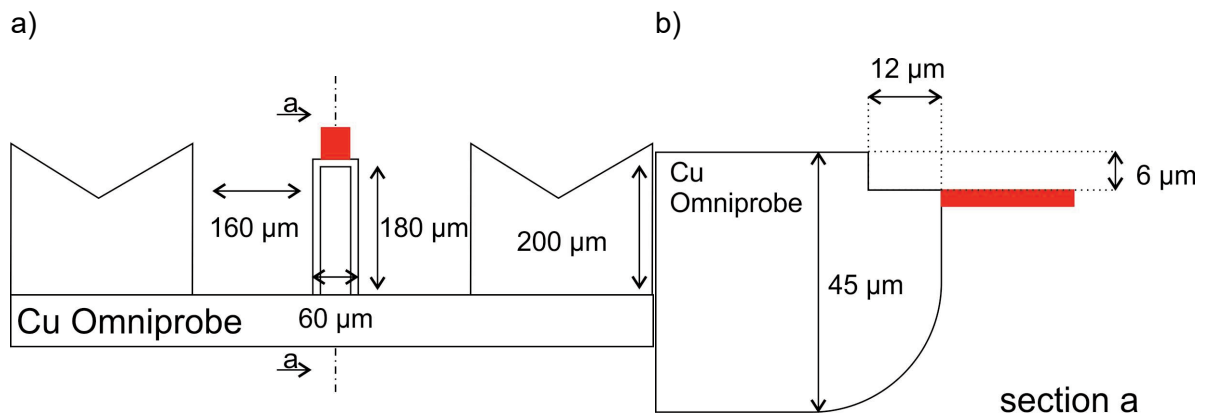 a)
a
160 µm
180 µm
200 µm
60 µm
Cu Omniprobe
a
b)
12 µm
6 µm
Cu
Omniprobe
45 µm
section a